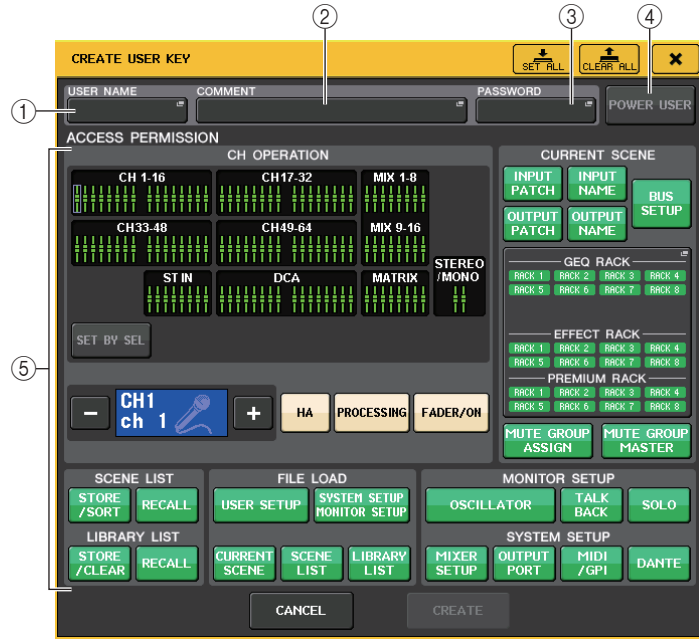 ② ③ ④
CREATE USER KEY
SET ALL
CLEAR ALL
①
USER NAME
COMMENT
PASSWORD
POWER USER
ACCESS PERMISSION
⑤
CH OPERATION
CH 1-16
CH17-32
MIX 1-8
CH33-48
CH49-64
MIX 9-16
ST IN
DCA
MATRIX
STEREO
/MONO
SET BY SEL
−
CH1
ch 1
+
HA
PROCESSING
FADER/ON
CURRENT SCENE
INPUT
PATCH
INPUT
NAME
OUTPUT
PATCH
OUTPUT
NAME
BUS
SETUP
GEQ RACK
RACK 1 RACK 2 RACK 3 RACK 4
RACK 5 RACK 6 RACK 7 RACK 8
EFFECT RACK
RACK 1 RACK 2 RACK 3 RACK 4
RACK 5 RACK 6 RACK 7 RACK 8
PREMIUM RACK
RACK 1 RACK 2 RACK 3 RACK 4
RACK 5 RACK 6 RACK 7 RACK 8
MUTE GROUP
ASSIGN
MUTE GROUP
MASTER
SCENE LIST
STORE
/SORT
RECALL
LIBRARY LIST
STORE
/CLEAR
RECALL
FILE LOAD
USER SETUP
SYSTEM SETUP
MONITOR SETUP
CURRENT
SCENE
SCENE
LIST
LIBRARY
LIST
MONITOR SETUP
OSCILLATOR
TALK
BACK
SOLO
SYSTEM SETUP
MIXER
SETUP
OUTPUT
PORT
MIDI
/GPI
DANTE
CANCEL
CREATE